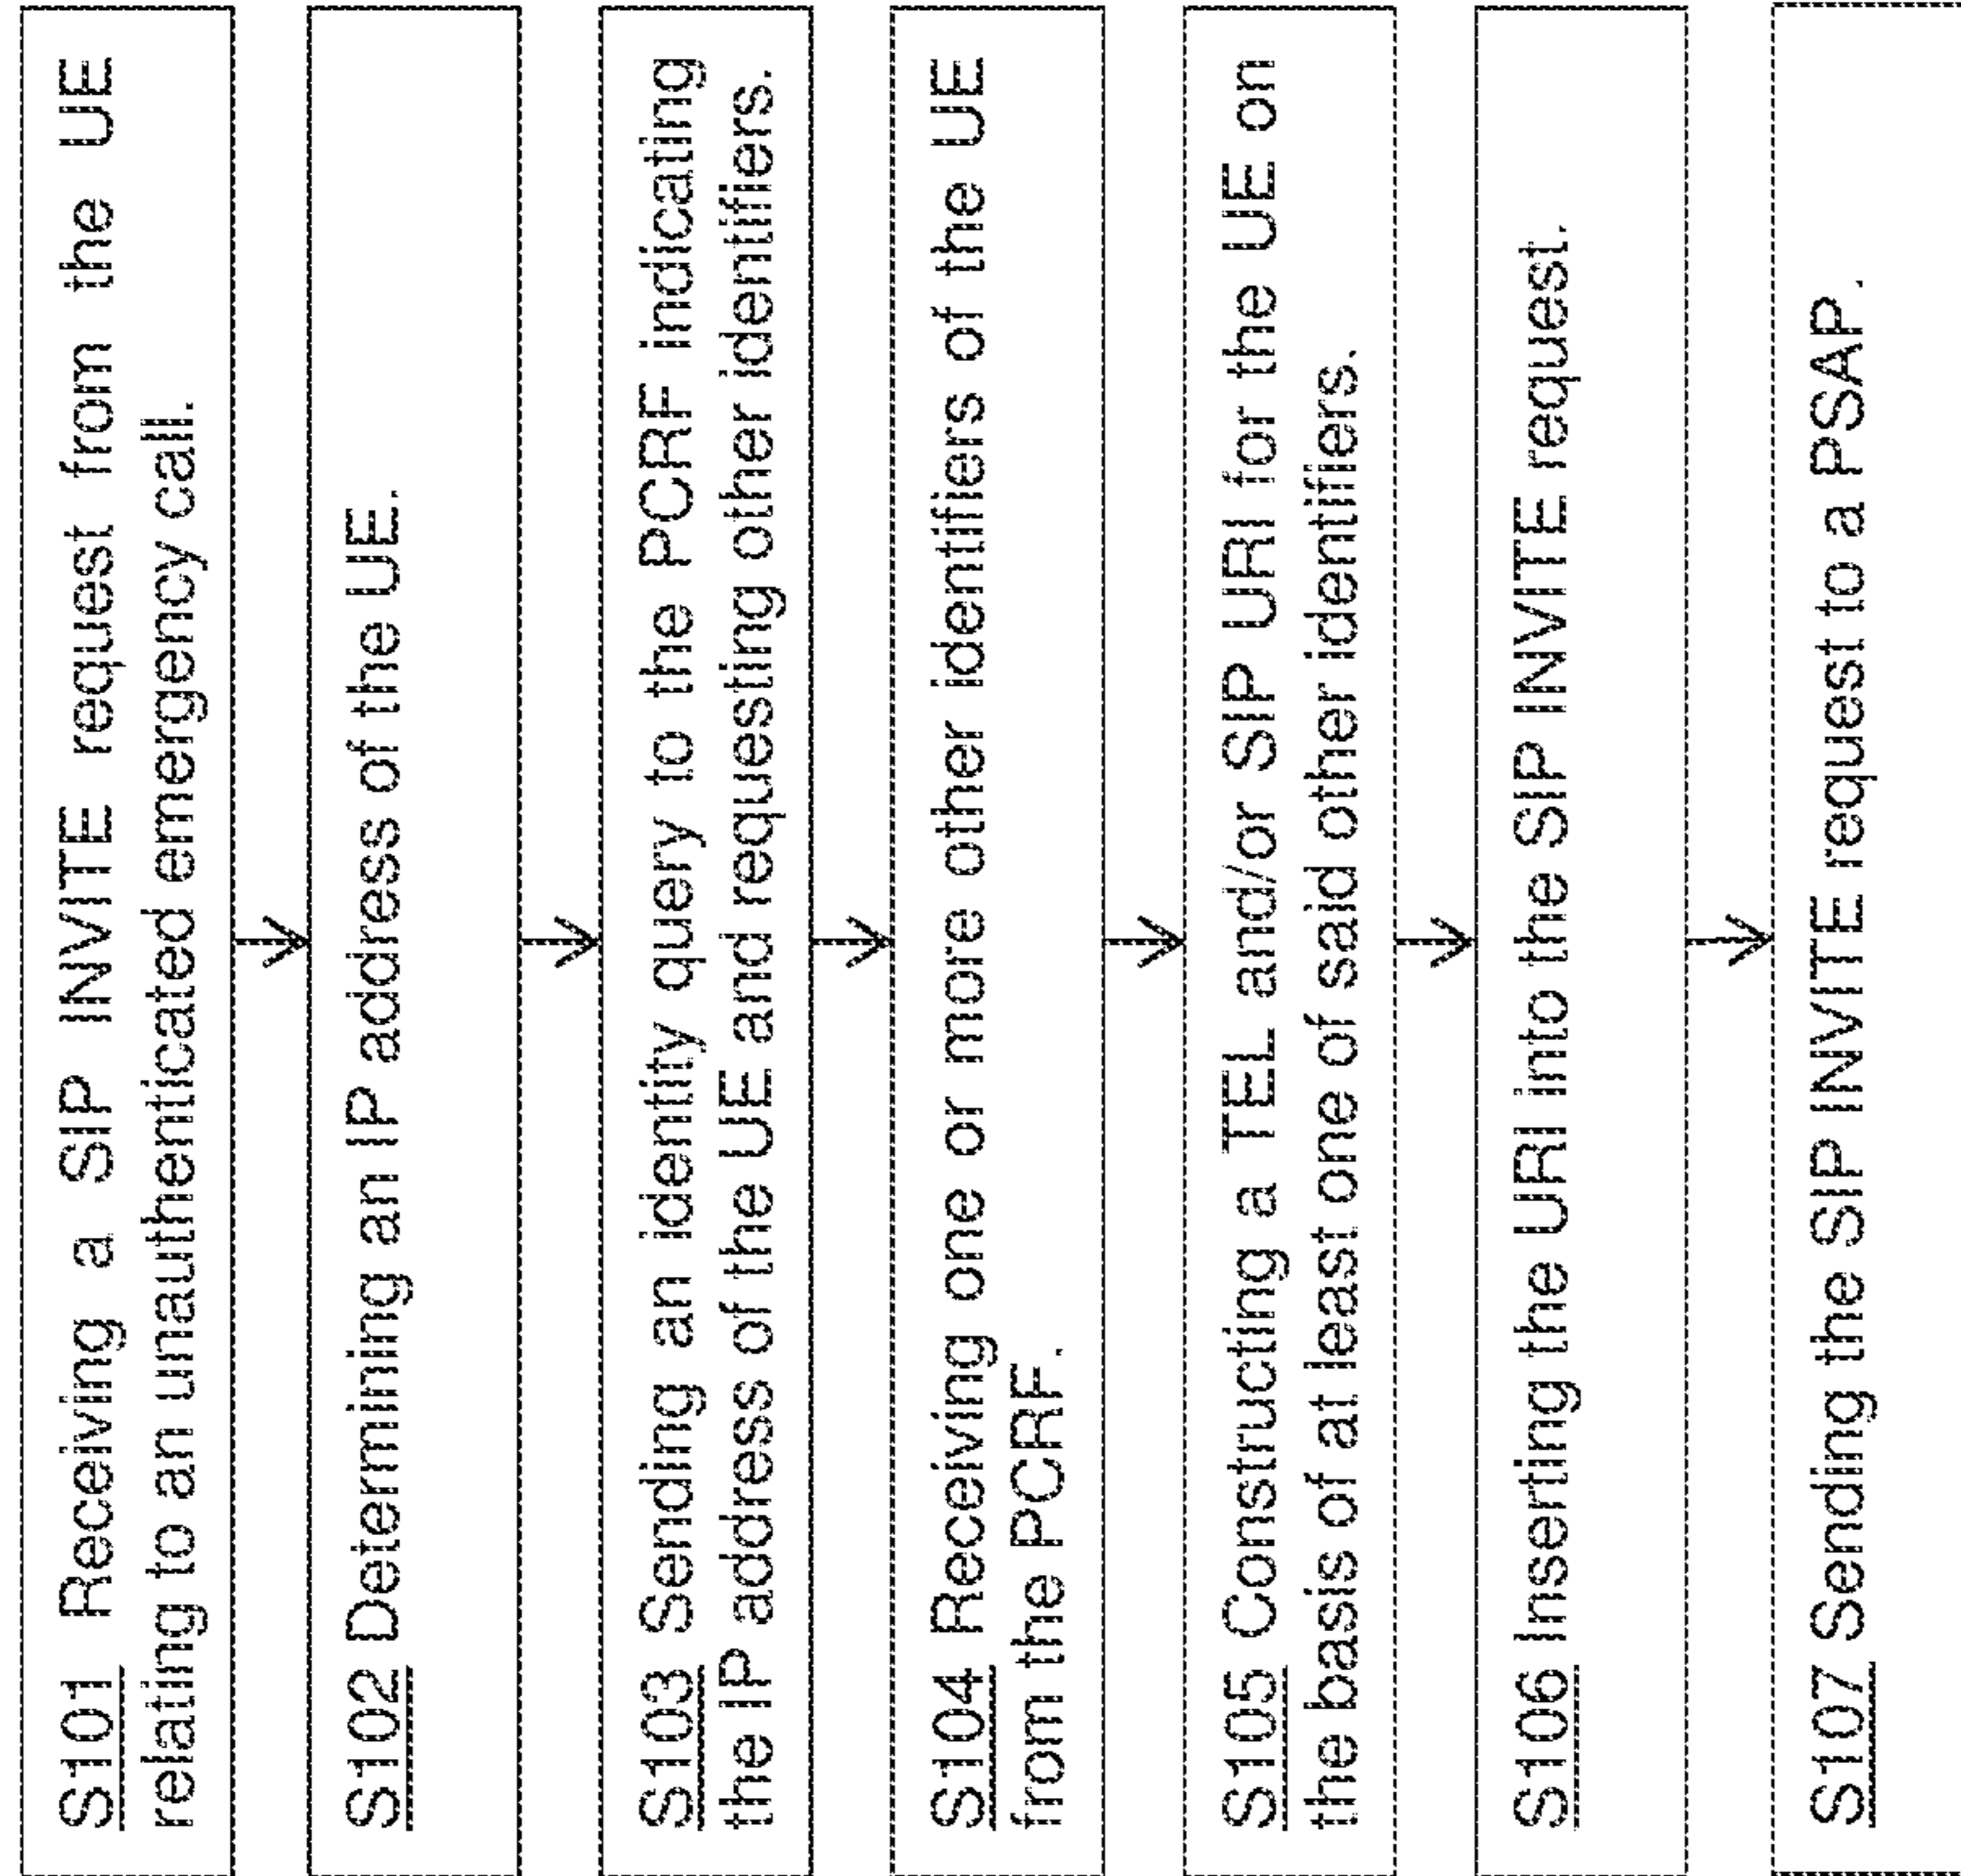 S101 Receiving a SIP INVITE request from the UE
relating to an unauthenticated emergency call.
S102 Determining an IP address of the UE.
S103 Sending an identity query to the PCRF indicating
the IP address of the UE and requesting other identifiers.
S104 Receiving one or more other identifiers of the UE
from the PCRF.
S105 Constructing a TEL and/or SIP URI for the UE on
the basis of at least one of said other identifiers.
S106 Inserting the URI into the SIP INVITE request.
S107 Sending the SIP INVITE request to a PSAP.